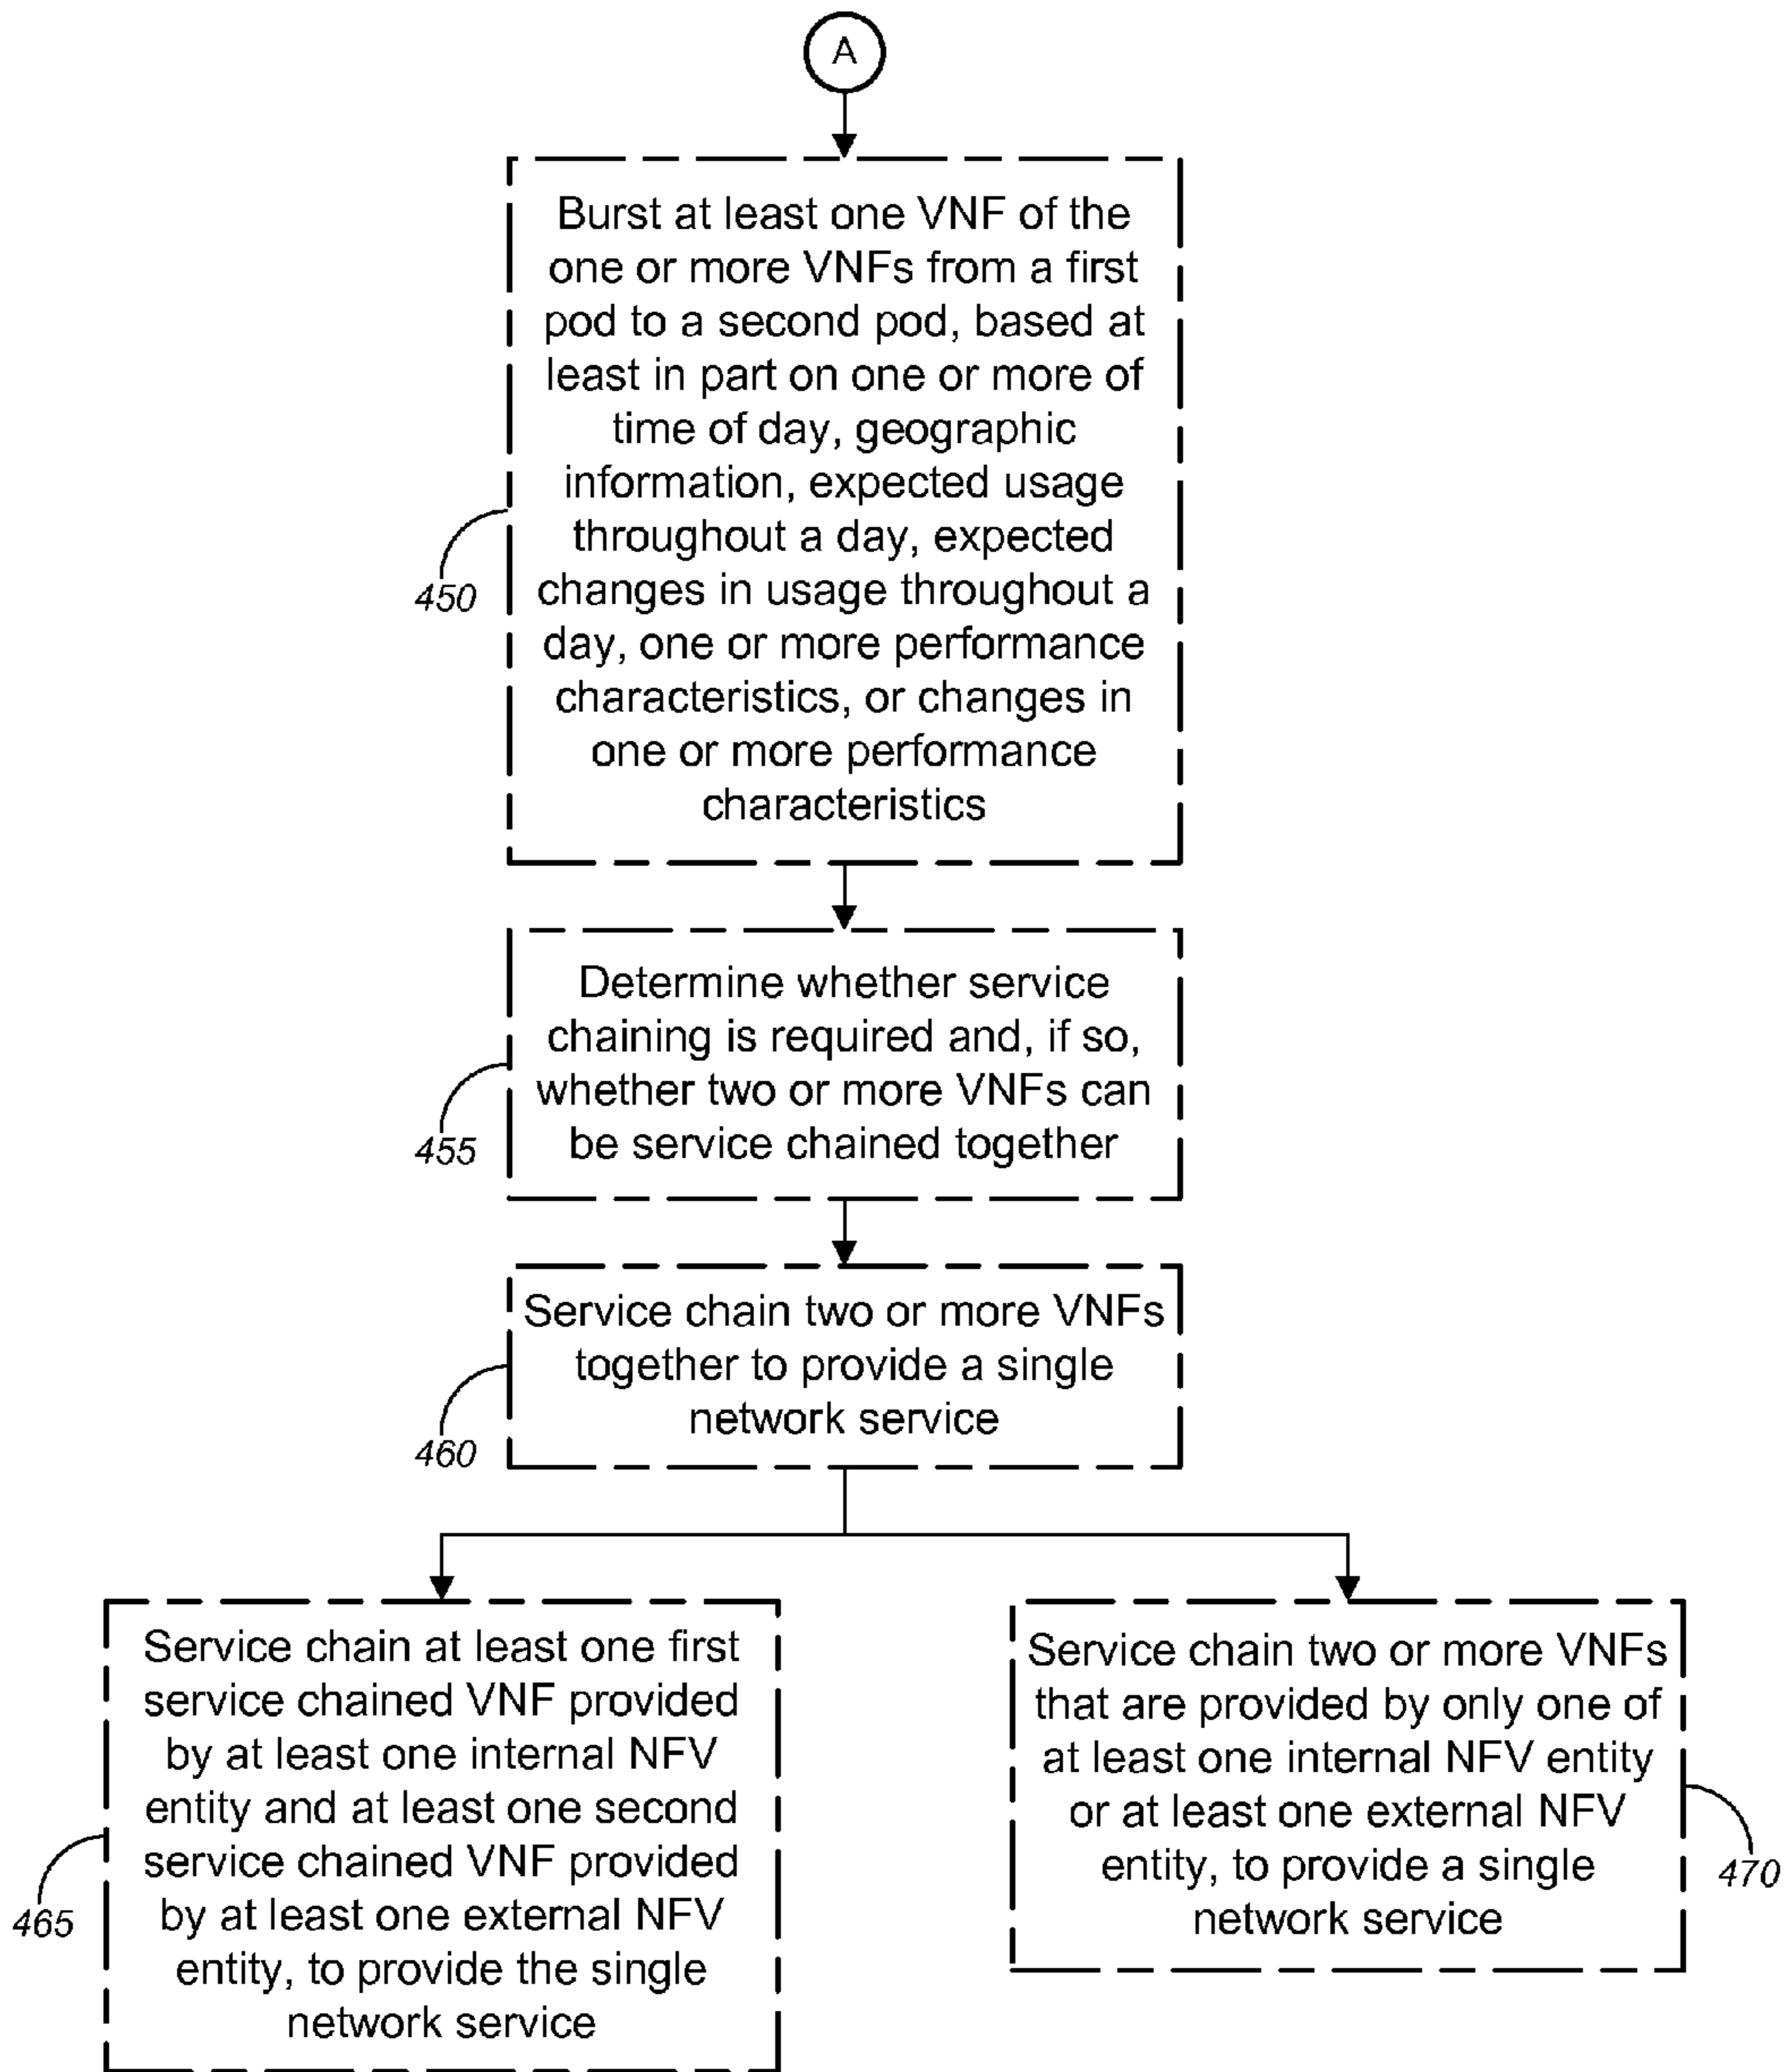 A
Burst at least one VNF of the
one or more VNFs from a first
pod to a second pod, based at
least in part on one or more of
time of day, geographic
information, expected usage
throughout a day, expected
changes in usage throughout a
day, one or more performance
characteristics, or changes in
one or more performance
characteristics
450
Determine whether service
chaining is required and, if so,
whether two or more VNFs can
be service chained together
455
Service chain two or more VNFs
together to provide a single
network service
460
Service chain at least one first
service chained VNF provided
by at least one internal NFV
entity and at least one second
service chained VNF provided
by at least one external NFV
entity, to provide the single
network service
465
Service chain two or more VNFs
that are provided by only one of
at least one internal NFV entity
or at least one external NFV
entity, to provide a single
network service
470